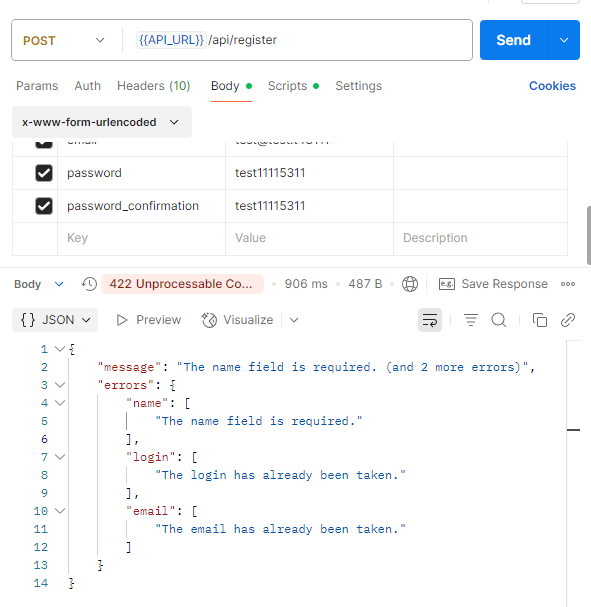 POST {{API_URL}} /api/register Send
Params Auth Headers (10) Body Scripts Settings Cookies
x-www-form-urlencoded
password test11115311
password_confirmation test11115311
Key Value Description
Body 422 Unprocessable Co... 906 ms 487 B e.g. Save Response
{} JSON Preview Visualize
1 {
2 "message": "The name field is required. (and 2 more errors)",
3 "errors": {
4 "name": [
5 "The name field is required."
6 ],
7 "login": [
8 "The login has already been taken."
9 ],
10 "email": [
11 "The email has already been taken."
12 ]
13 }
14 }